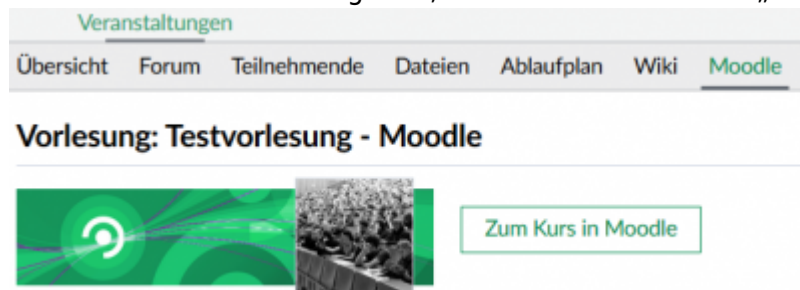 Veranstaltungen
Übersicht Forum Teilnehmende Dateien Ablaufplan Wiki Moodle
Vorlesung: Testvorlesung - Moodle
Zum Kurs in Moodle